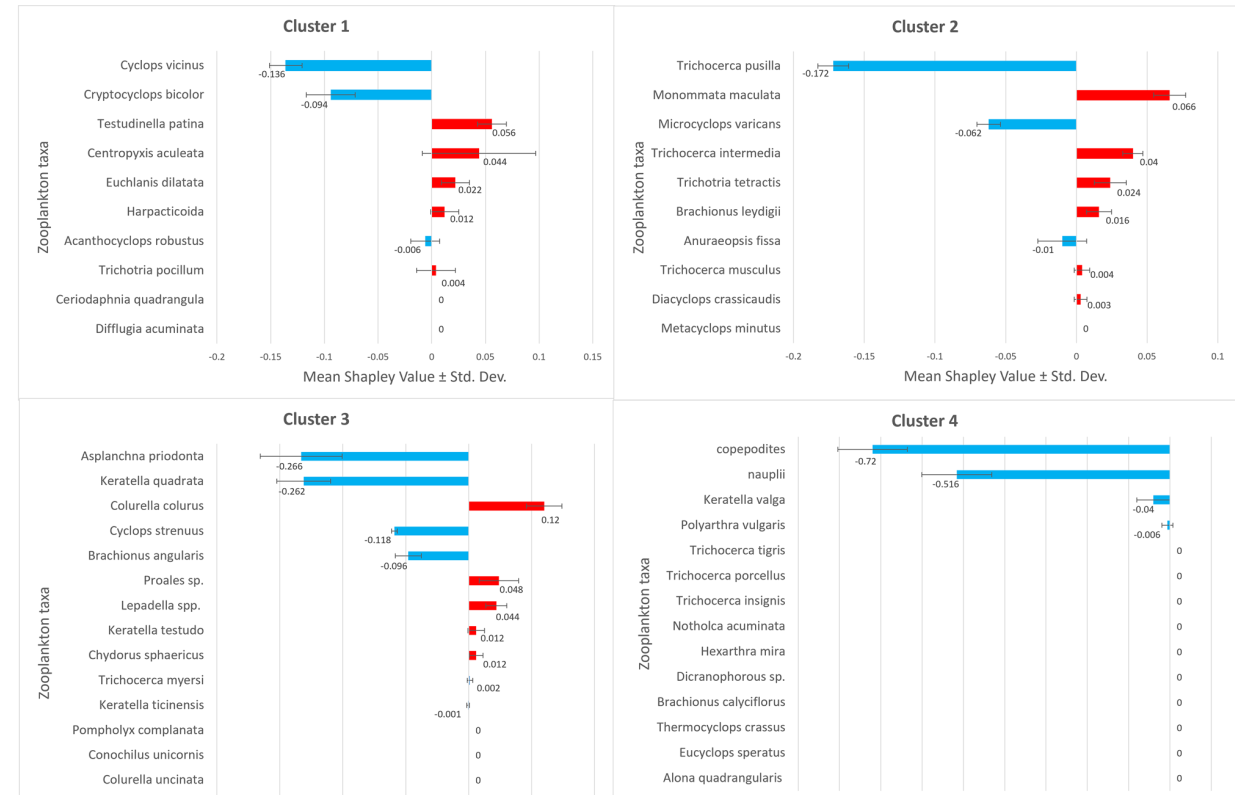 Cluster 1
Zooplankton taxa
Cyclops vicinus
-0.136
Cryptocyclops bicolor
-0.094
Testudinella patina
0.056
Centropyxis aculeata
0.044
Euchlanis dilatata
0.022
Harpacticoida
0.012
Acanthocyclops robustus
-0.006
Trichotria pocillum
0.004
Ceriodaphnia quadrangula
0
Difflugia acuminata
0
-0.2 -0.15 -0.1 -0.05 0 0.05 0.1 0.15
Mean Shapley Value ± Std. Dev.
Cluster 2
Zooplankton taxa
Trichocerca pusilla
-0.172
Monommata maculata
0.066
Microcyclops varicans
-0.062
Trichocerca intermedia
0.04
Trichotria tetractis
0.024
Brachionus leydigii
0.016
Anuraeopsis fissa
-0.01
Trichocerca musculus
0.004
Diacyclops crassicaudis
0.003
Metacyclops minutus
0
-0.2 -0.15 -0.1 -0.05 0 0.05 0.1
Mean Shapley Value ± Std. Dev.
Cluster 3
Zooplankton taxa
Asplanchna priodonta
-0.266
Keratella quadrata
-0.262
Colurella colurus
0.12
Cyclops strenuus
-0.118
Brachionus angularis
-0.096
Proales sp.
0.048
Lepadella spp.
0.044
Keratella testudo
0.012
Chydorus sphaericus
0.012
Trichocerca myersi
0.002
Keratella ticinensis
-0.001
Pompholyx complanata
0
Conochilus unicornis
0
Colurella uncinata
0
Cluster 4
Zooplankton taxa
copepodites
-0.72
nauplii
-0.516
Keratella valga
-0.04
Polyarthra vulgaris
-0.006
Trichocerca tigris
0
Trichocerca porcellus
0
Trichocerca insignis
0
Notholca acuminata
0
Hexarthra mira
0
Dicranophorous sp.
0
Brachionus calyciflorus
0
Thermocyclops crassus
0
Eucyclops speratus
0
Alona quadrangularis
0